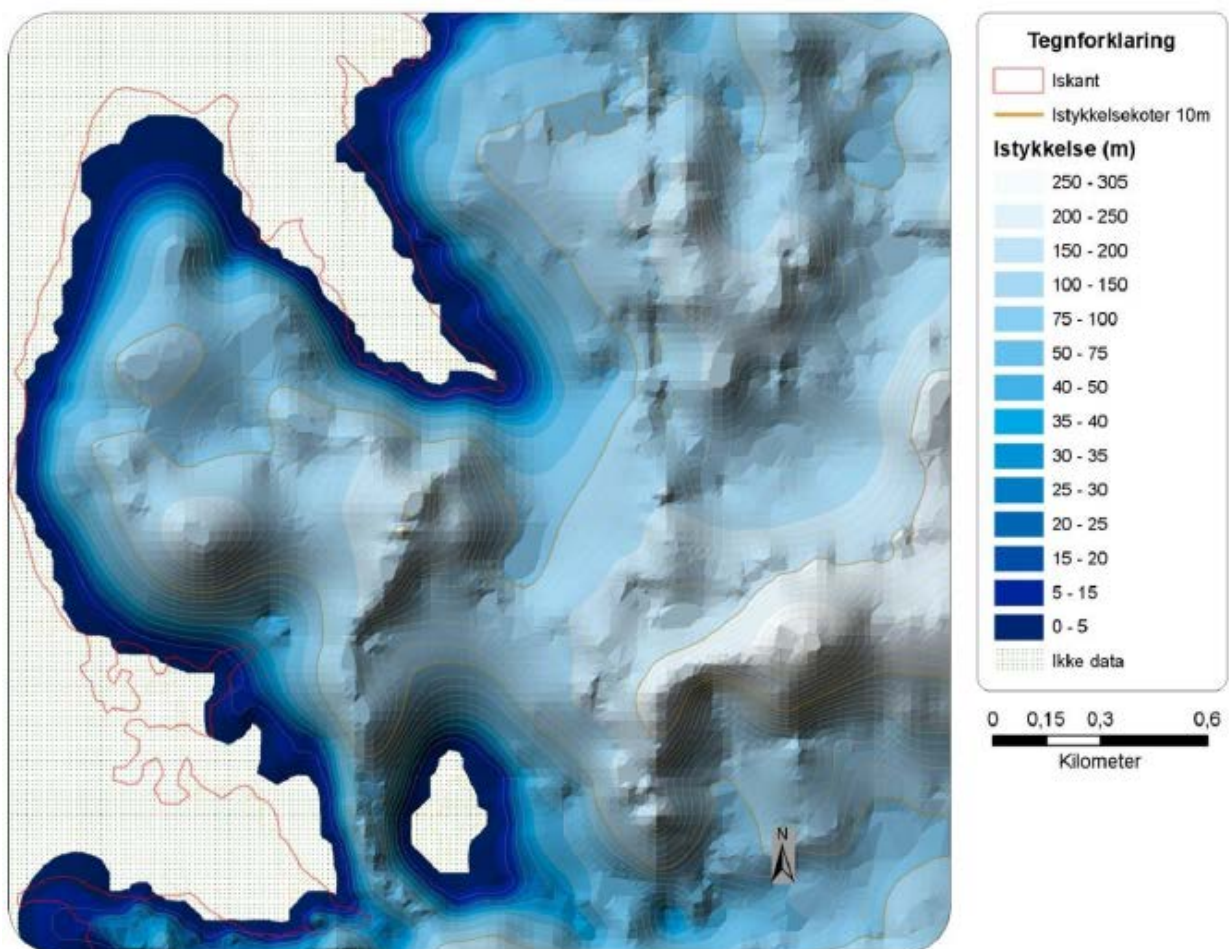 Tegnforklaring
Iskant
Istykkelsekoter 10m
Istykkelse (m)
250 - 305
200 - 250
150 - 200
100 - 150
75 - 100
50 - 75
40 - 50
35 - 40
30 - 35
25 - 30
20 - 25
15 - 20
5 - 15
0 - 5
Ikke data
0 0,15 0,3 0,6
Kilometer
N